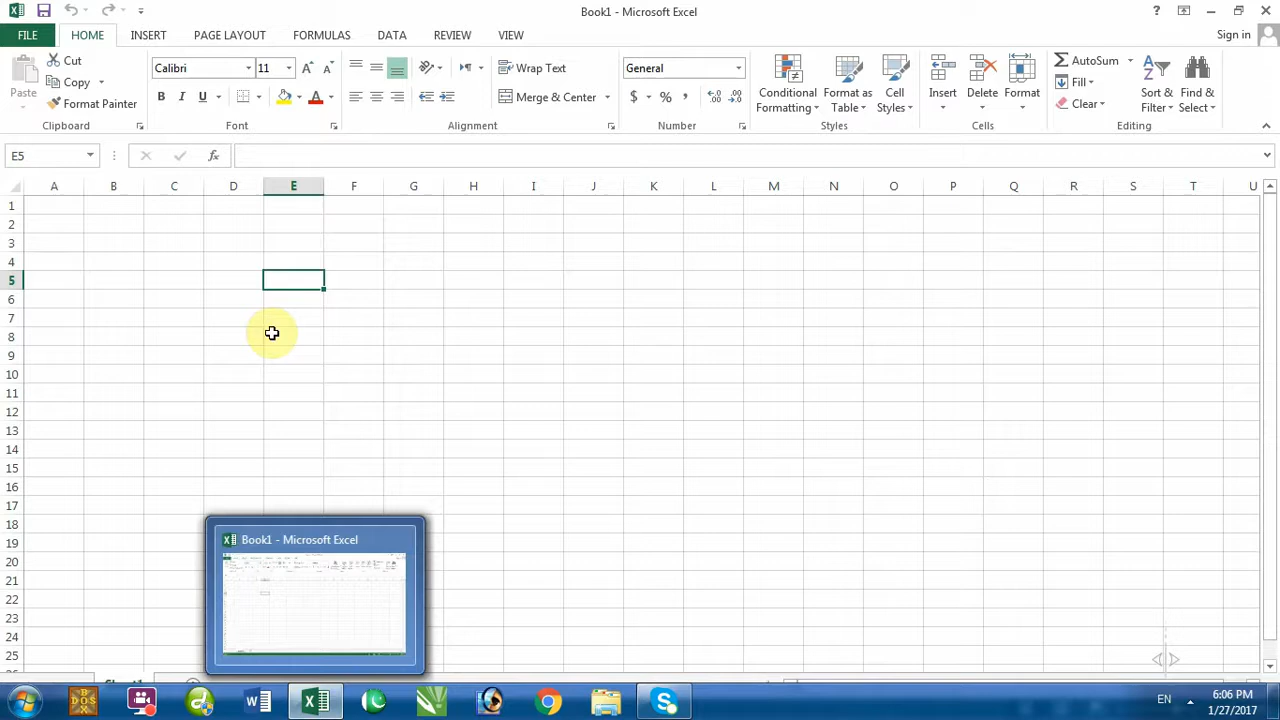 Book1 - Microsoft Excel
?
FILE HOME INSERT PAGE LAYOUT FORMULAS DATA REVIEW VIEW Sign in
Paste
Cut
Copy
Format Painter
Calibri 11
B I U A
Wrap Text
Merge & Center
General
$ % ,
Conditional Formatting
Format as Table
Cell Styles
Insert
Delete
Format
AutoSum
Fill
Clear
Sort & Filter
Find & Select
Clipboard Font Alignment Number Styles Cells Editing
E5 fx
A B C D E F G H I J K L M N O P Q R S T U
1
2
3
4
5
6
7
8
9
10
11
12
13
14
15
16
17
18
19
20
21
22
23
24
25
Book1 - Microsoft Excel
DOS
EN
6:06 PM
1/27/2017